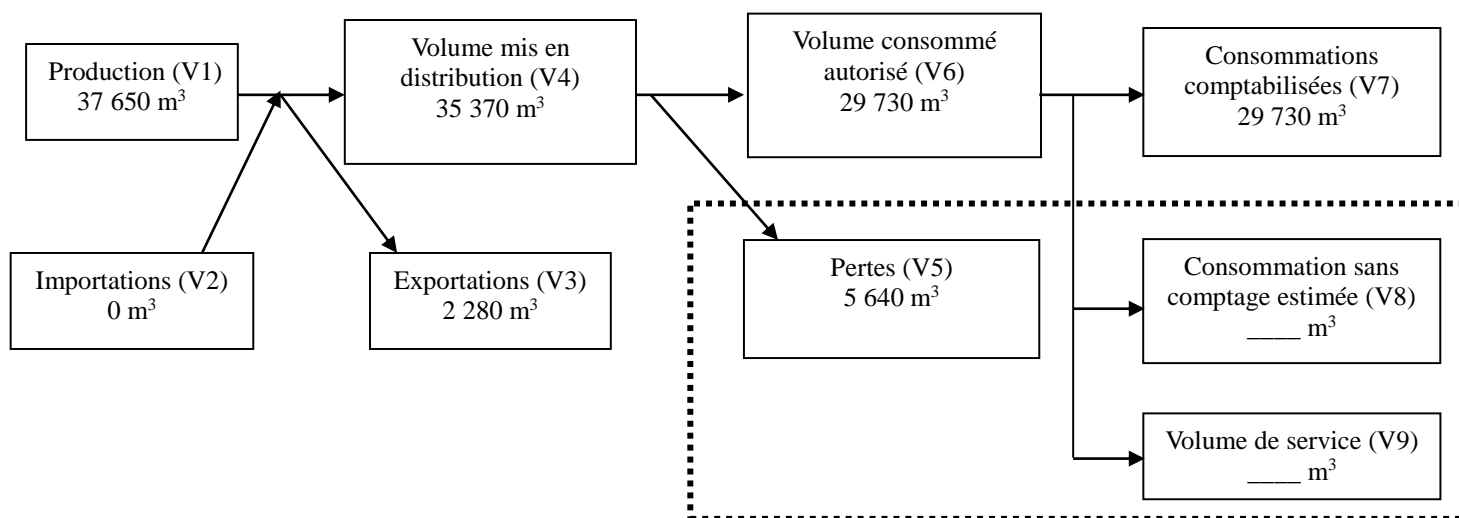 Production (V1)
37 650 m³
Volume mis en
distribution (V4)
35 370 m³
Volume consommé
autorisé (V6)
29 730 m³
Consommations
comptabilisées (V7)
29 730 m³
Importations (V2)
0 m³
Exportations (V3)
2 280 m³
Pertes (V5)
5 640 m³
Consommation sans
comptage estimée (V8)
____ m³
Volume de service (V9)
____ m³